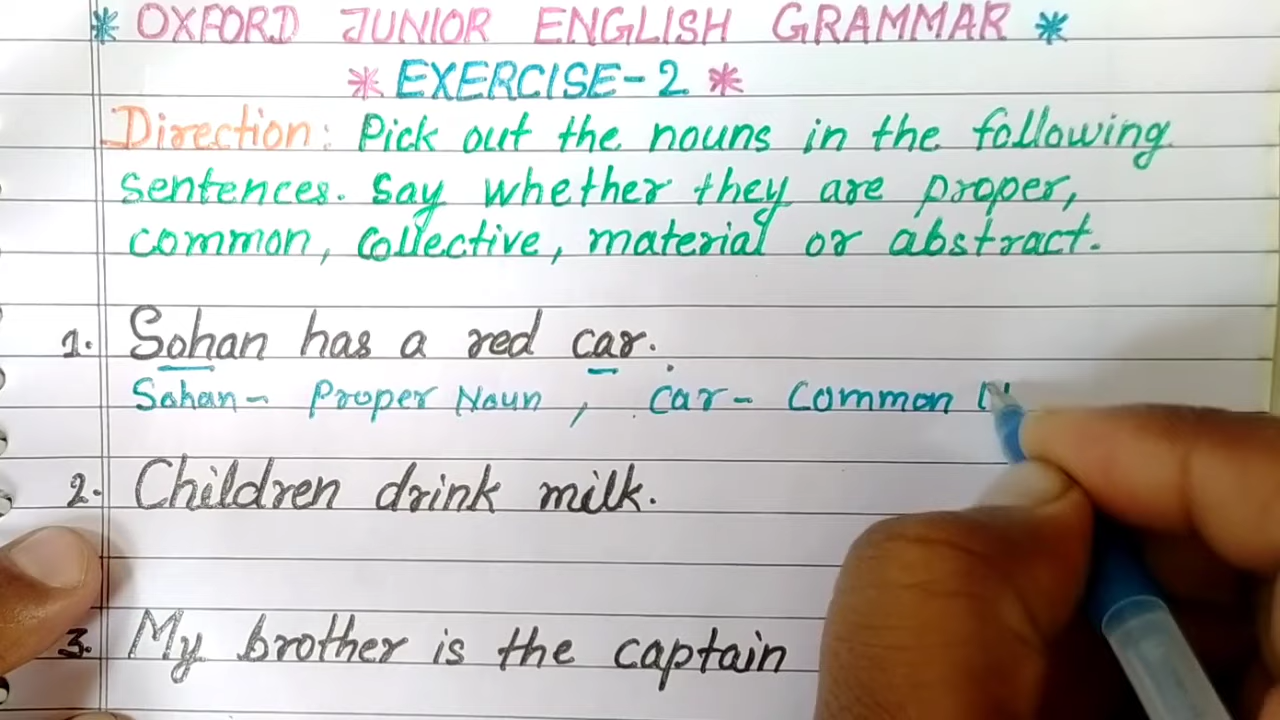 * OXFORD JUNIOR ENGLISH GRAMMAR *
* EXERCISE-2 *
Direction: Pick out the nouns in the following
sentences. Say whether they are proper,
common, collective, material or abstract.
1. Sohan has a red car.
Sohan- Proper Noun, Car- Common
2. Children drink milk.
3. My brother is the captain